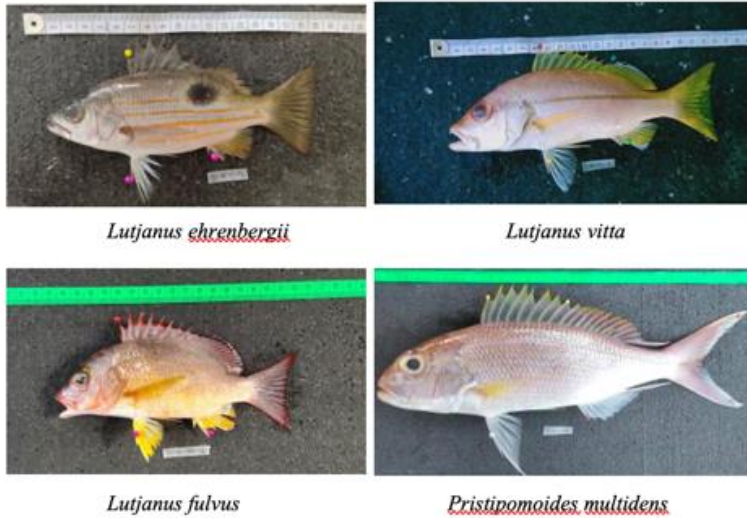 Lutjanus ehrenbergii
Lutjanus vitta
Lutjanus fulvus
Pristipomoides multidens